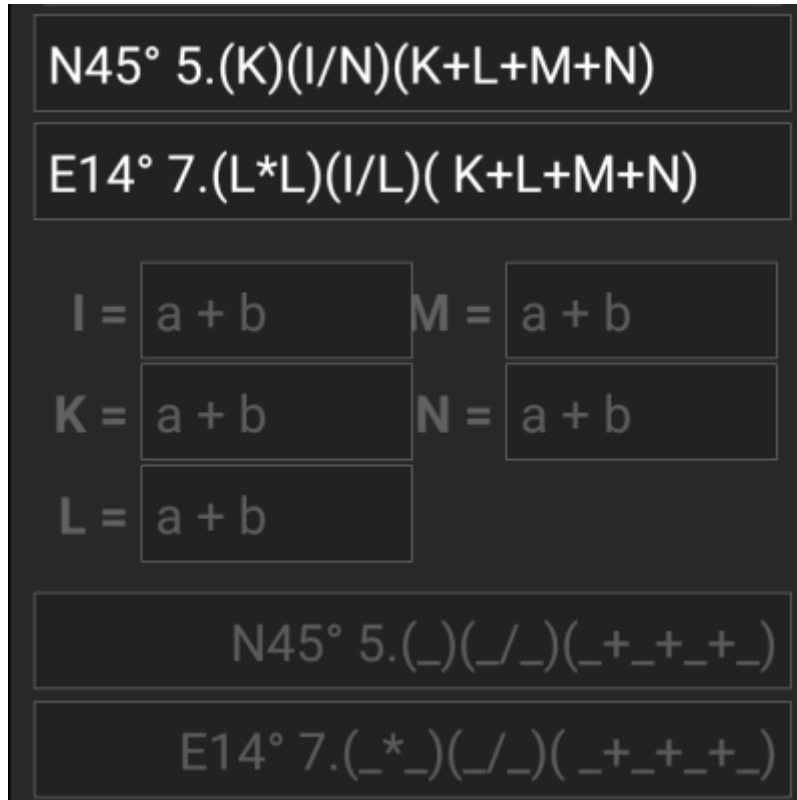 N45° 5.(K)(I/N)(K+L+M+N)
E14° 7.(L*L)(I/L)( K+L+M+N)
I = a + b M = a + b
K = a + b N = a + b
L = a + b
N45° 5.(_)(_/_)(_+_+_+_)
E14° 7.(_*_)(_/_)( _+_+_+_)